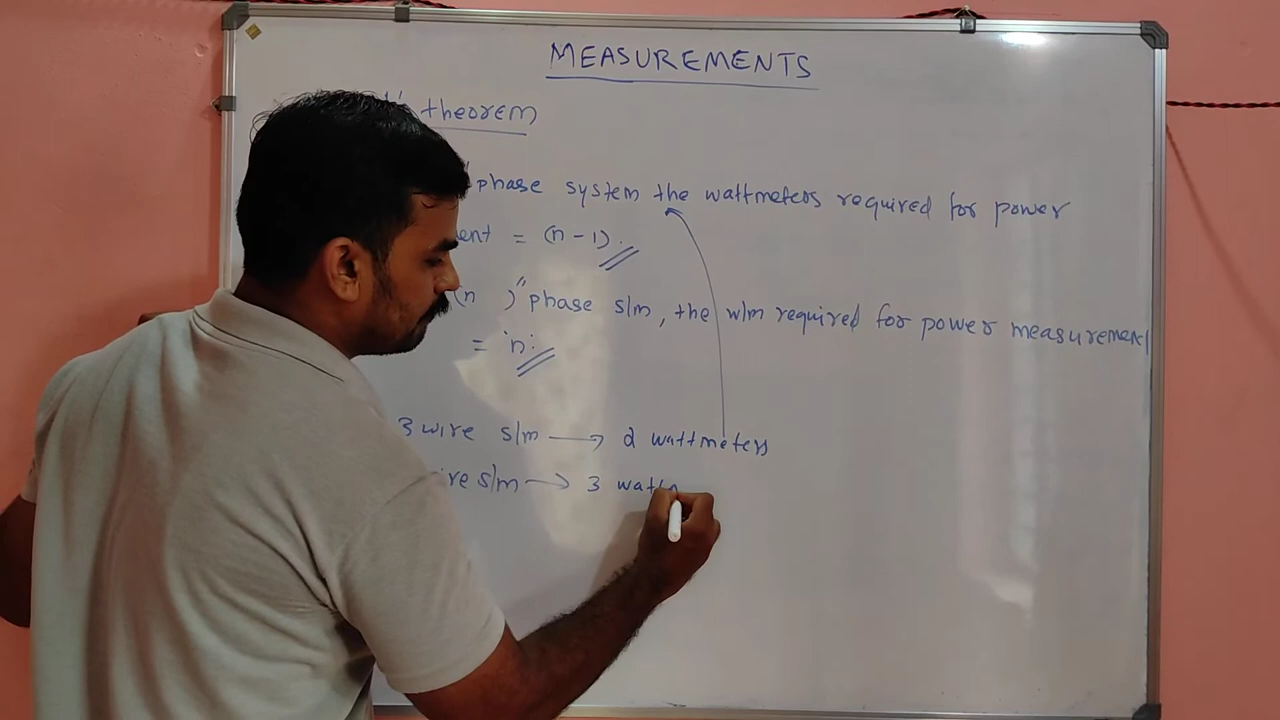 MEASUREMENTS
theorem
phase system the wattmeters required for power
ent = (n-1).
(n )" phase s/m, the w/m required for power measurement
= 'n'.
3 wire s/m → 2 wattmeters
ire s/m → 3 wattm